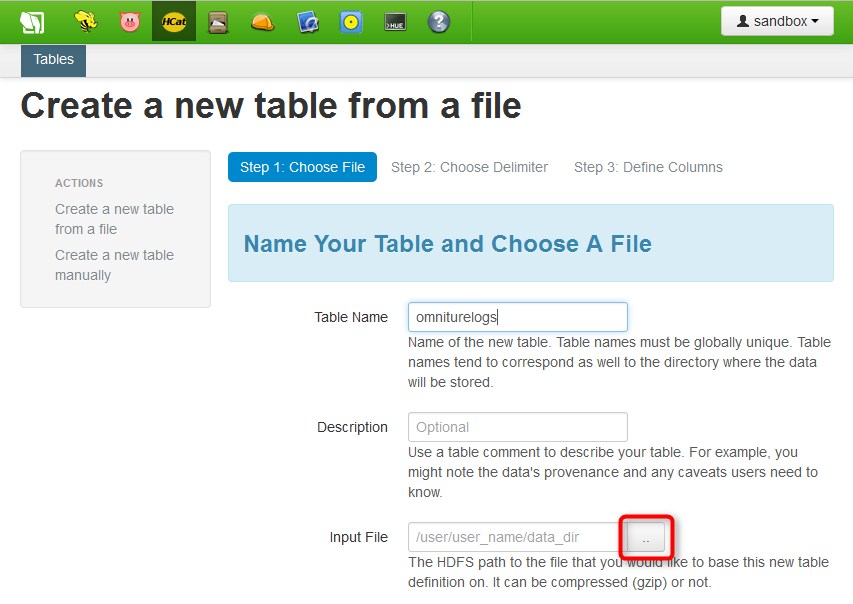 HCat
HUE
sandbox
Tables
Create a new table from a file
ACTIONS
Create a new table
from a file
Create a new table
manually
Step 1: Choose File Step 2: Choose Delimiter Step 3: Define Columns
Name Your Table and Choose A File
Table Name omniturelogs
Name of the new table. Table names must be globally unique. Table
names tend to correspond as well to the directory where the data
will be stored.
Description Optional
Use a table comment to describe your table. For example, you
might note the data's provenance and any caveats users need to
know.
Input File /user/user_name/data_dir ..
The HDFS path to the file that you would like to base this new table
definition on. It can be compressed (gzip) or not.